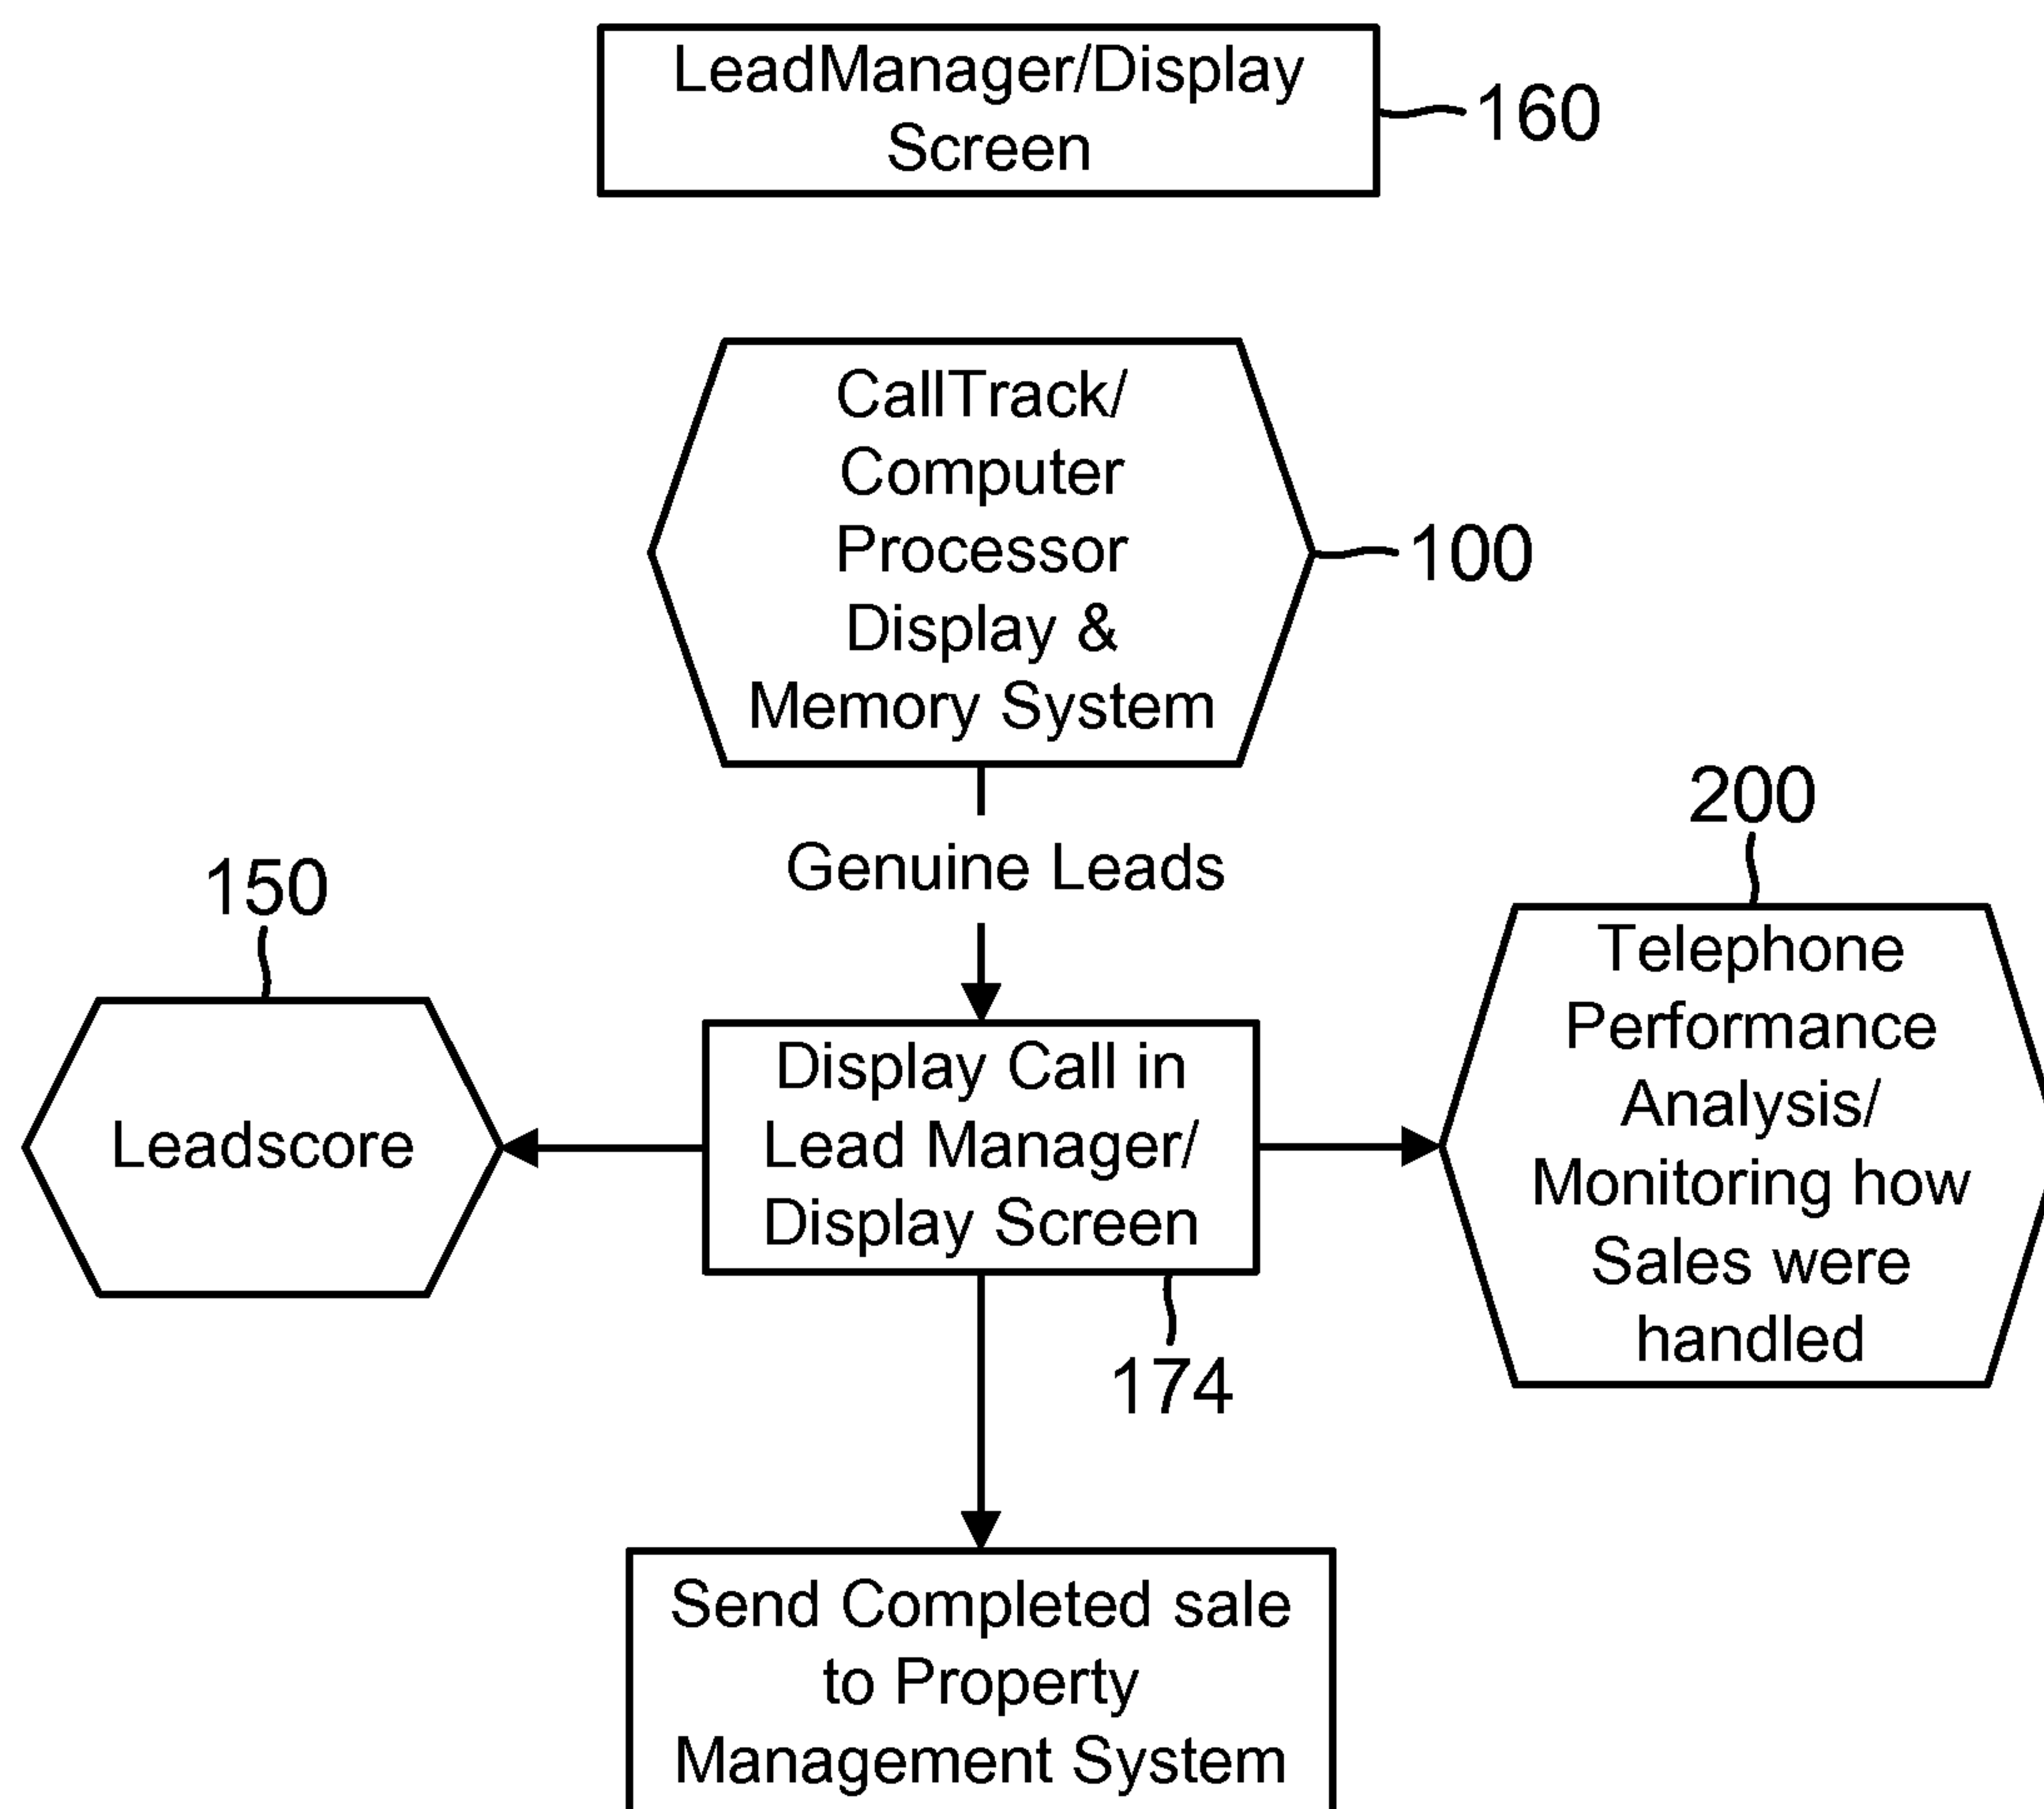 LeadManager/Display
Screen
160
CallTrack/
Computer
Processor
Display &
Memory System
100
Genuine Leads
150
Leadscore
Display Call in
Lead Manager/
Display Screen
174
200
Telephone
Performance
Analysis/
Monitoring how
Sales were
handled
Send Completed sale
to Property
Management System